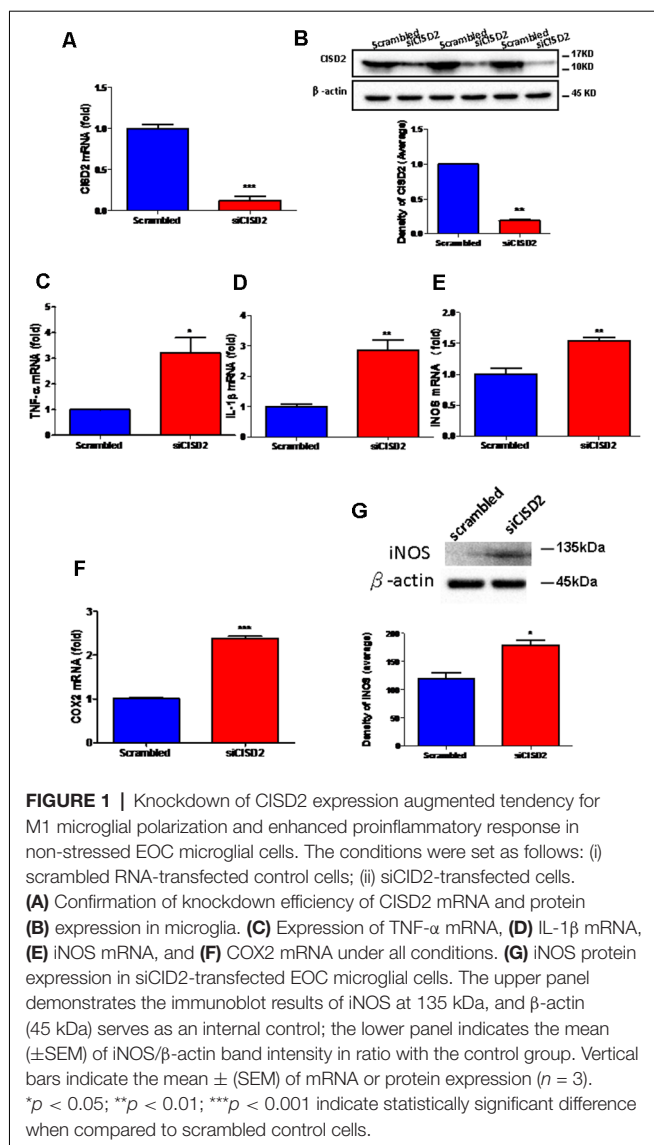 A
CISD2 mRNA (fold)
1.5
1.0
0.5
0.0
***
Scrambled
siCISD2
B
Scrambled siCISD2 Scrambled siCISD2 Scrambled siCISD2
CISD2
17KD
10KD
β-actin
45 KD
Density of CISD2 (Average)
1.5
1.0
0.5
0.0
**
Scrambled
siCISD2
C
TNF-α mRNA (fold)
5
4
3
2
1
0
*
Scrambled
siCISD2
D
IL-1β mRNA (fold)
4
3
2
1
0
**
Scrambled
siCISD2
E
iNOS mRNA (fold)
2.0
1.5
1.0
0.5
0.0
**
Scrambled
siCISD2
F
COX2 mRNA (fold)
3
2
1
0
***
Scrambled
siCISD2
G
scrambled
siCISD2
iNOS
135kDa
β-actin
45kDa
Density of iNOS (average)
200
150
100
50
0
*
Scrambled
siCISD2
FIGURE 1 | Knockdown of CISD2 expression augmented tendency for
M1 microglial polarization and enhanced proinflammatory response in
non-stressed EOC microglial cells. The conditions were set as follows: (i)
scrambled RNA-transfected control cells; (ii) siCID2-transfected cells.
(A) Confirmation of knockdown efficiency of CISD2 mRNA and protein
(B) expression in microglia. (C) Expression of TNF-α mRNA, (D) IL-1β mRNA,
(E) iNOS mRNA, and (F) COX2 mRNA under all conditions. (G) iNOS protein
expression in siCID2-transfected EOC microglial cells. The upper panel
demonstrates the immunoblot results of iNOS at 135 kDa, and β-actin
(45 kDa) serves as an internal control; the lower panel indicates the mean
(±SEM) of iNOS/β-actin band intensity in ratio with the control group. Vertical
bars indicate the mean ± (SEM) of mRNA or protein expression (n = 3).
*p < 0.05; **p < 0.01; ***p < 0.001 indicate statistically significant difference
when compared to scrambled control cells.